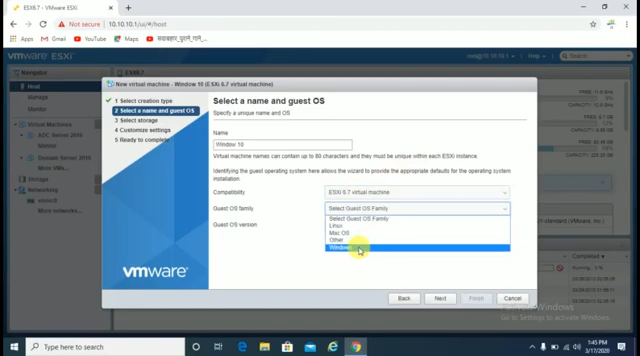 ESXi6.7 - VMware ESXi
Not secure | 10.10.10.1/ui/#/host
Apps
Gmail
YouTube
Maps
vmware ESXi
Help
Search
Navigator
ESXi6.7
Host
Manage
Monitor
Virtual Machines
ADC Server 2016
Monitor
Domain Server 2016
More VMs...
Storage
Networking
More networks...
New virtual machine - Window 10 (ESXi 6.7 virtual machine)
1 Select creation type
2 Select a name and guest OS
3 Select storage
4 Customize settings
5 Ready to complete
vmware
Select a name and guest OS
Specify a unique name and OS
Name
Window 10
Virtual machine names can contain up to 80 characters and they must be unique within each ESXi instance.
Identifying the guest operating system here allows the wizard to provide the appropriate defaults for the operating system
installation.
Compatibility
ESXi 6.7 virtual machine
Guest OS family
Select Guest OS Family
Guest OS version
Select Guest OS Family
Linux
Mac OS
Other
Windows
Back
Next
Finish
Cancel
Completed
Activate Windows
Go to Settings to activate Windows.
Type here to search
1:45 PM
3/17/2020